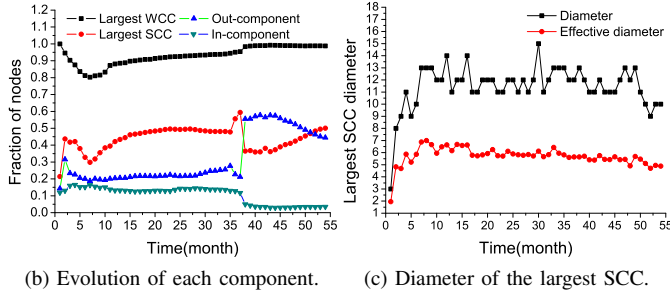 Largest WCC
Largest SCC
Out-component
In-component
1.2
1.1
1.0
0.9
0.8
0.7
0.6
0.5
0.4
0.3
0.2
0.1
0.0
Fraction of nodes
0 5 10 15 20 25 30 35 40 45 50 55
Time(month)
(b) Evolution of each component.
Diameter
Effective diameter
18
17
16
15
14
13
12
11
10
9
8
7
6
5
4
3
2
1
Largest SCC diameter
0 5 10 15 20 25 30 35 40 45 50 55
Time(month)
(c) Diameter of the largest SCC.